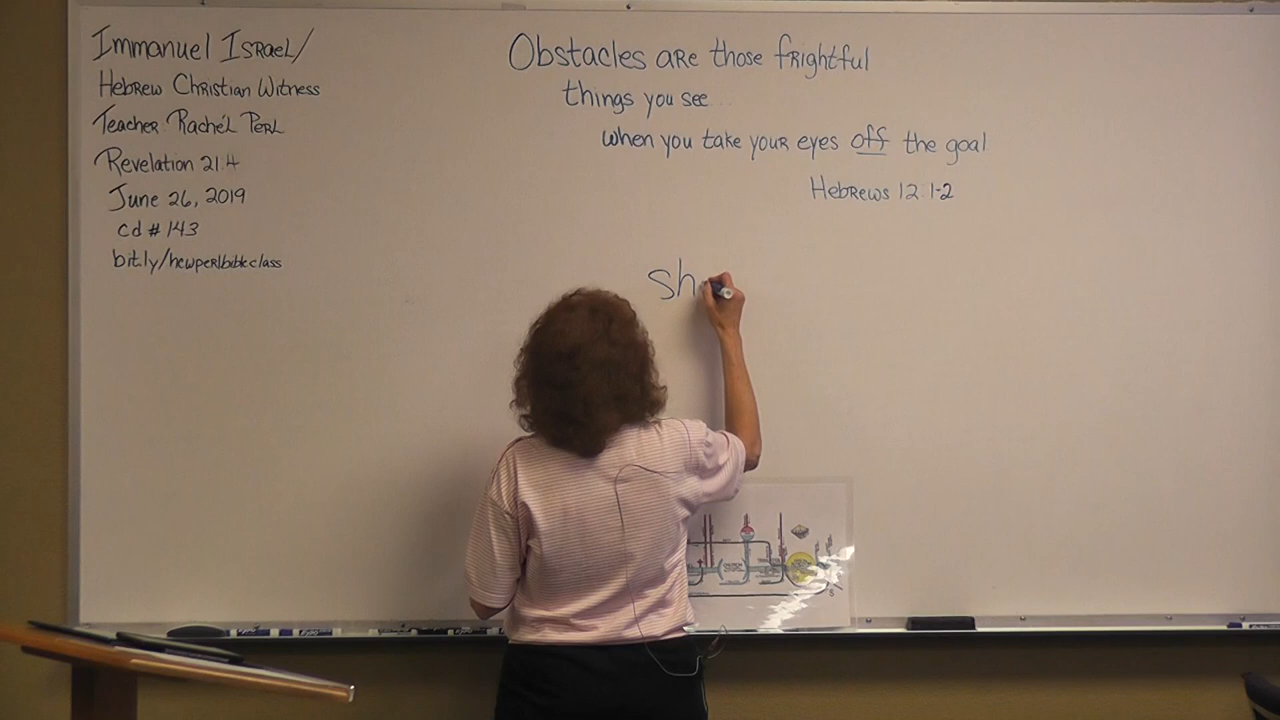 Immanuel Israel/
Hebrew Christian Witness
Teacher: Rachel Perl
Revelation 21:4
June 26, 2019
cd # 143
bit.ly/hcwperlbibleclass
Obstacles are those frightful
things you see...
when you take your eyes off the goal
Hebrews 12:1-2
sh